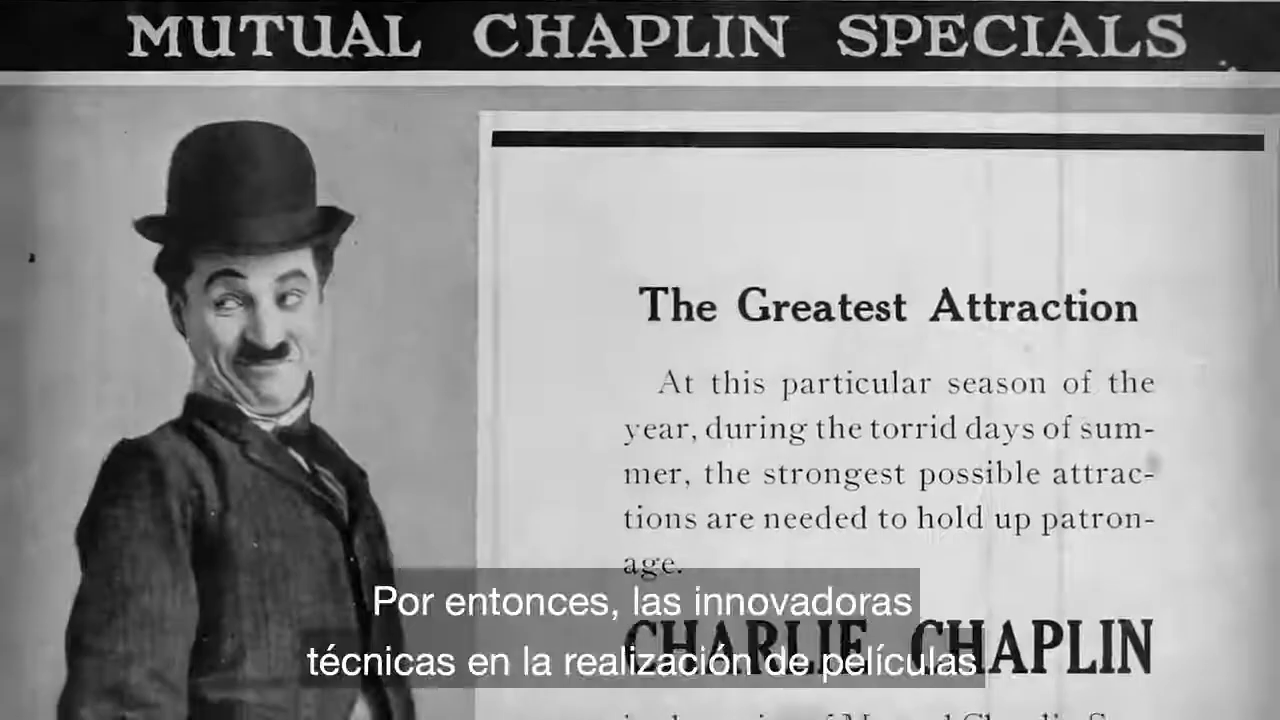 MUTUAL CHAPLIN SPECIALS
The Greatest Attraction
At this particular season of the
year, during the torrid days of sum-
mer, the strongest possible attrac-
tions are needed to hold up patron-
age.
Por entonces, las innovadoras
CHARLIE CHAPLIN
técnicas en la realización de películas